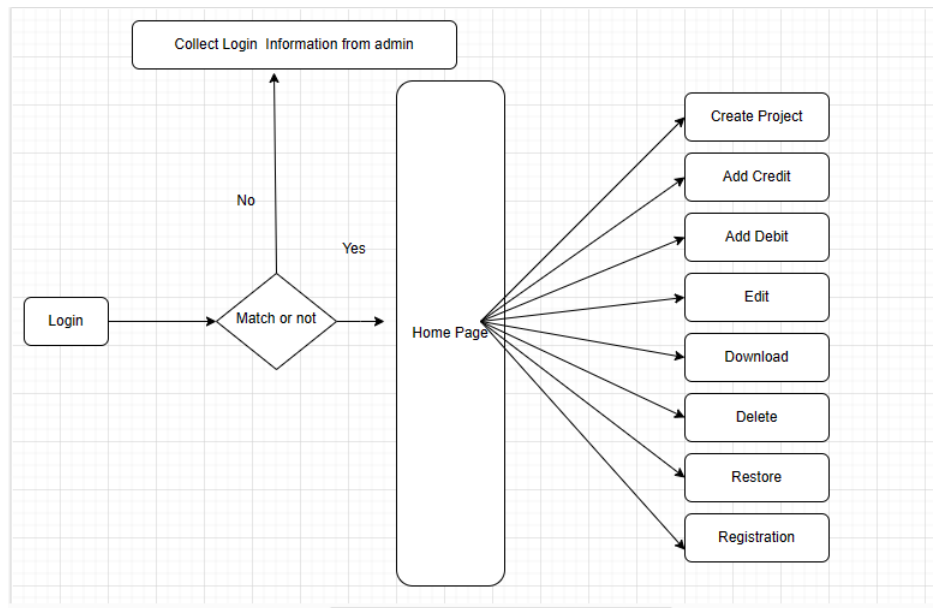 Collect Login Information from admin
No
Yes
Login
Match or not
Home Page
Create Project
Add Credit
Add Debit
Edit
Download
Delete
Restore
Registration